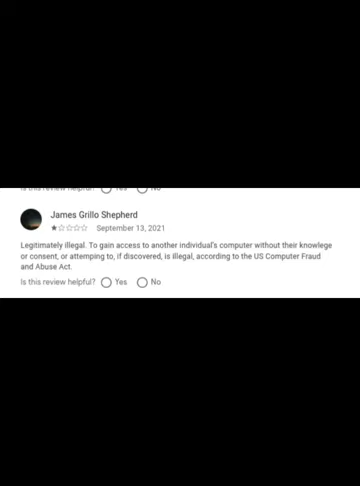 Is this review helpful? Yes No
James Grillo Shepherd
September 13, 2021
Legitimately illegal. To gain access to another individual's computer without their knowlege
or consent, or attemping to, if discovered, is illegal, according to the US Computer Fraud
and Abuse Act.
Is this review helpful? Yes No